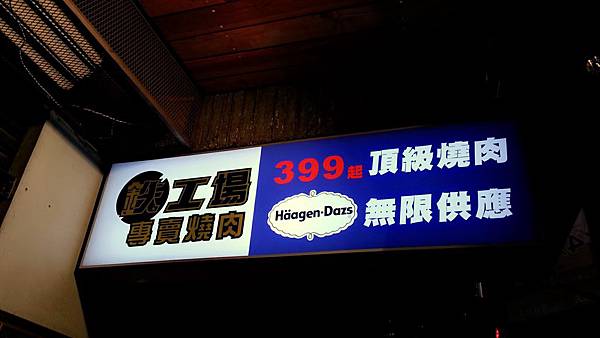 鐵工場
專賣燒肉
399起 頂級燒肉
Häagen-Dazs 無限供應